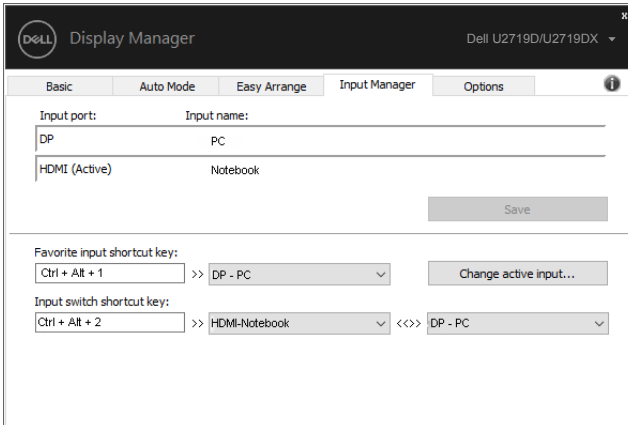 x
DELL Display Manager Dell U2719D/U2719DX
Basic Auto Mode Easy Arrange Input Manager Options i
Input port: Input name:
DP PC
HDMI (Active) Notebook
Save
Favorite input shortcut key:
Ctrl + Alt + 1 >> DP - PC Change active input...
Input switch shortcut key:
Ctrl + Alt + 2 >> HDMI-Notebook <<>> DP - PC